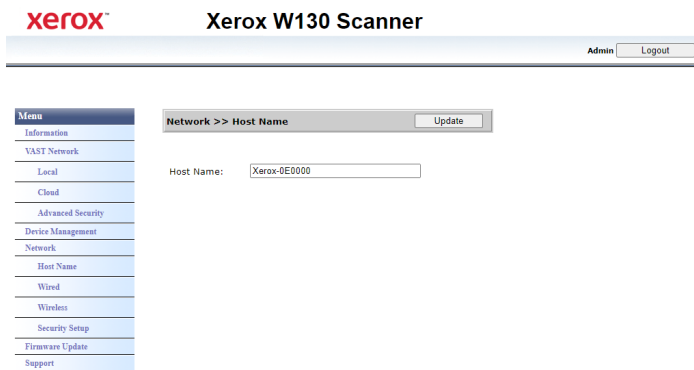 xerox™
Xerox W130 Scanner
Admin Logout
Menu
Information
VAST Network
Local
Cloud
Advanced Security
Device Management
Network
Host Name
Wired
Wireless
Security Setup
Firmware Update
Support
Network >> Host Name Update
Host Name: Xerox-0E0000